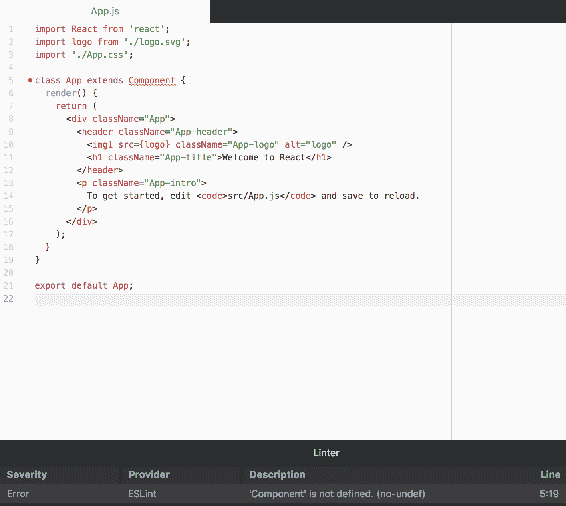 App.js
1 import React from 'react';
2 import logo from './logo.svg';
3 import './App.css';
4
5 class App extends Component {
6 render() {
7 return (
8 <div className="App">
9 <header className="App-header">
10 <img1 src={logo} className="App-logo" alt="logo" />
11 <h1 className="App-title">Welcome to React</h1>
12 </header>
13 <p className="App-intro">
14 To get started, edit <code>src/App.js</code> and save to reload.
15 </p>
16 </div>
17 );
18 }
19 }
20
21 export default App;
22
Linter
Severity Provider Description Line
Error ESLint 'Component' is not defined. (no-undef) 5:19